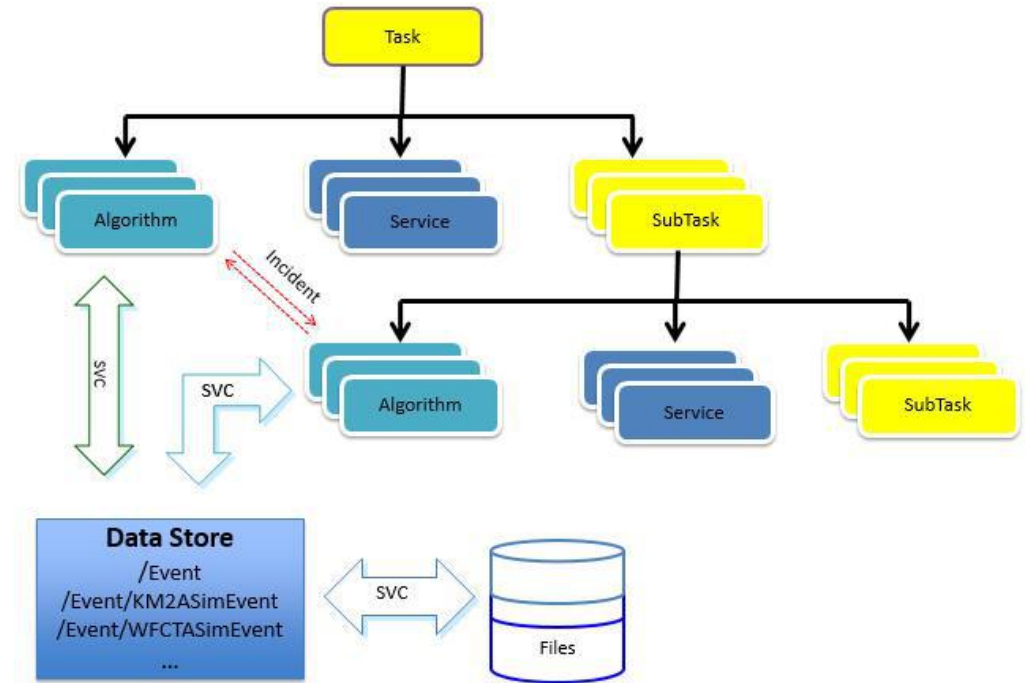 Task
Algorithm
Service
SubTask
Incident
SVC
SVC
Algorithm
Service
SubTask
Data Store
/Event
/Event/KM2ASimEvent
/Event/WFCTASimEvent
...
SVC
Files